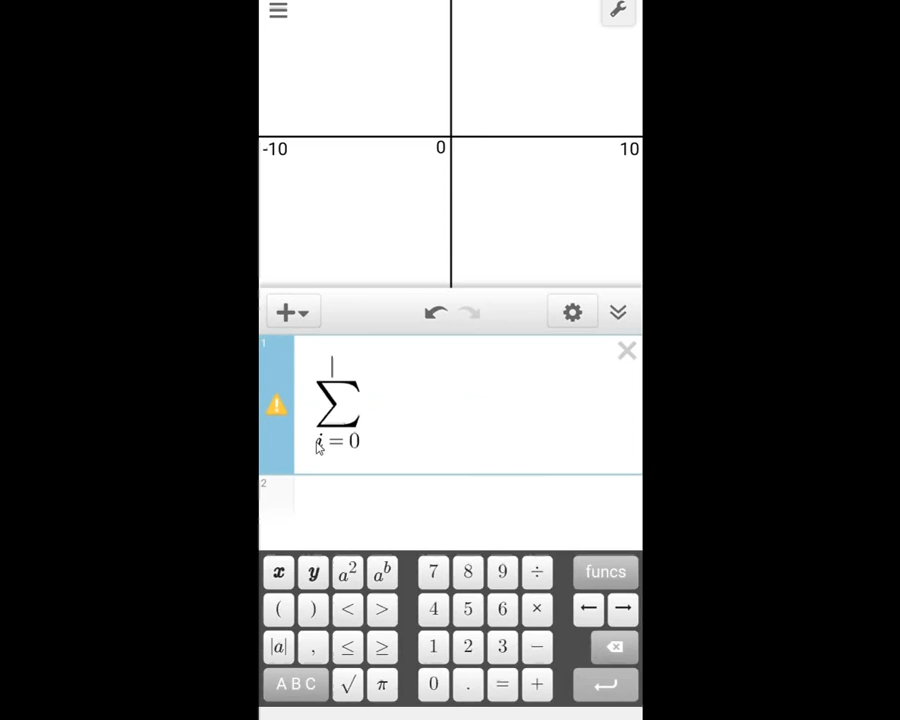 -10 0 10
1
∑
i = 0
2
x y a² aᵇ 7 8 9 ÷ funcs
( ) < > 4 5 6 × ← →
|a| , ≤ ≥ 1 2 3 −
A B C √ π 0 . = +